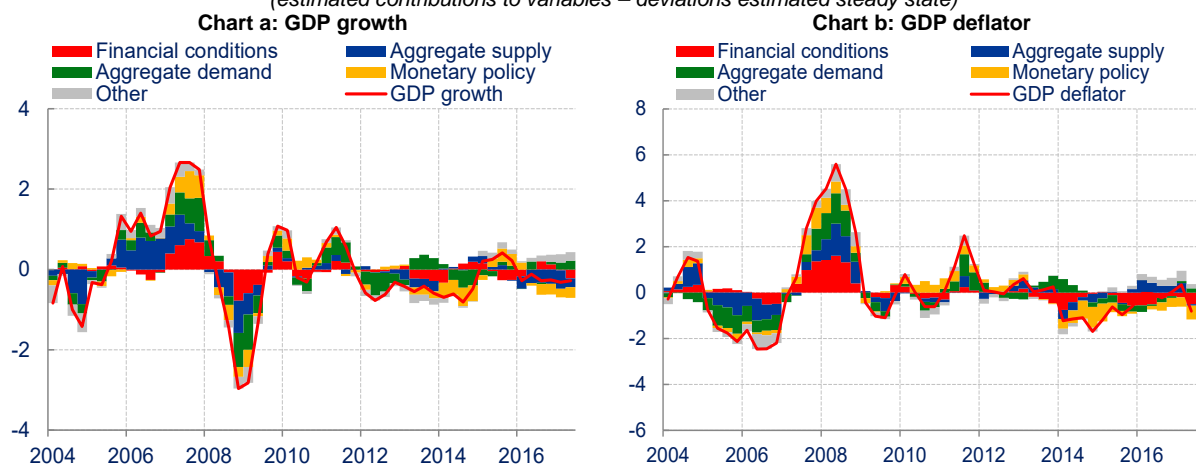 (estimated contributions to variables – deviations estimated steady state)
Chart a: GDP growth
Financial conditions Aggregate supply
Aggregate demand Monetary policy
Other GDP growth
4
2
0
-2
-4
2004 2006 2008 2010 2012 2014 2016
Chart b: GDP deflator
Financial conditions Aggregate supply
Aggregate demand Monetary policy
Other GDP deflator
8
6
4
2
0
-2
-4
-6
2004 2006 2008 2010 2012 2014 2016